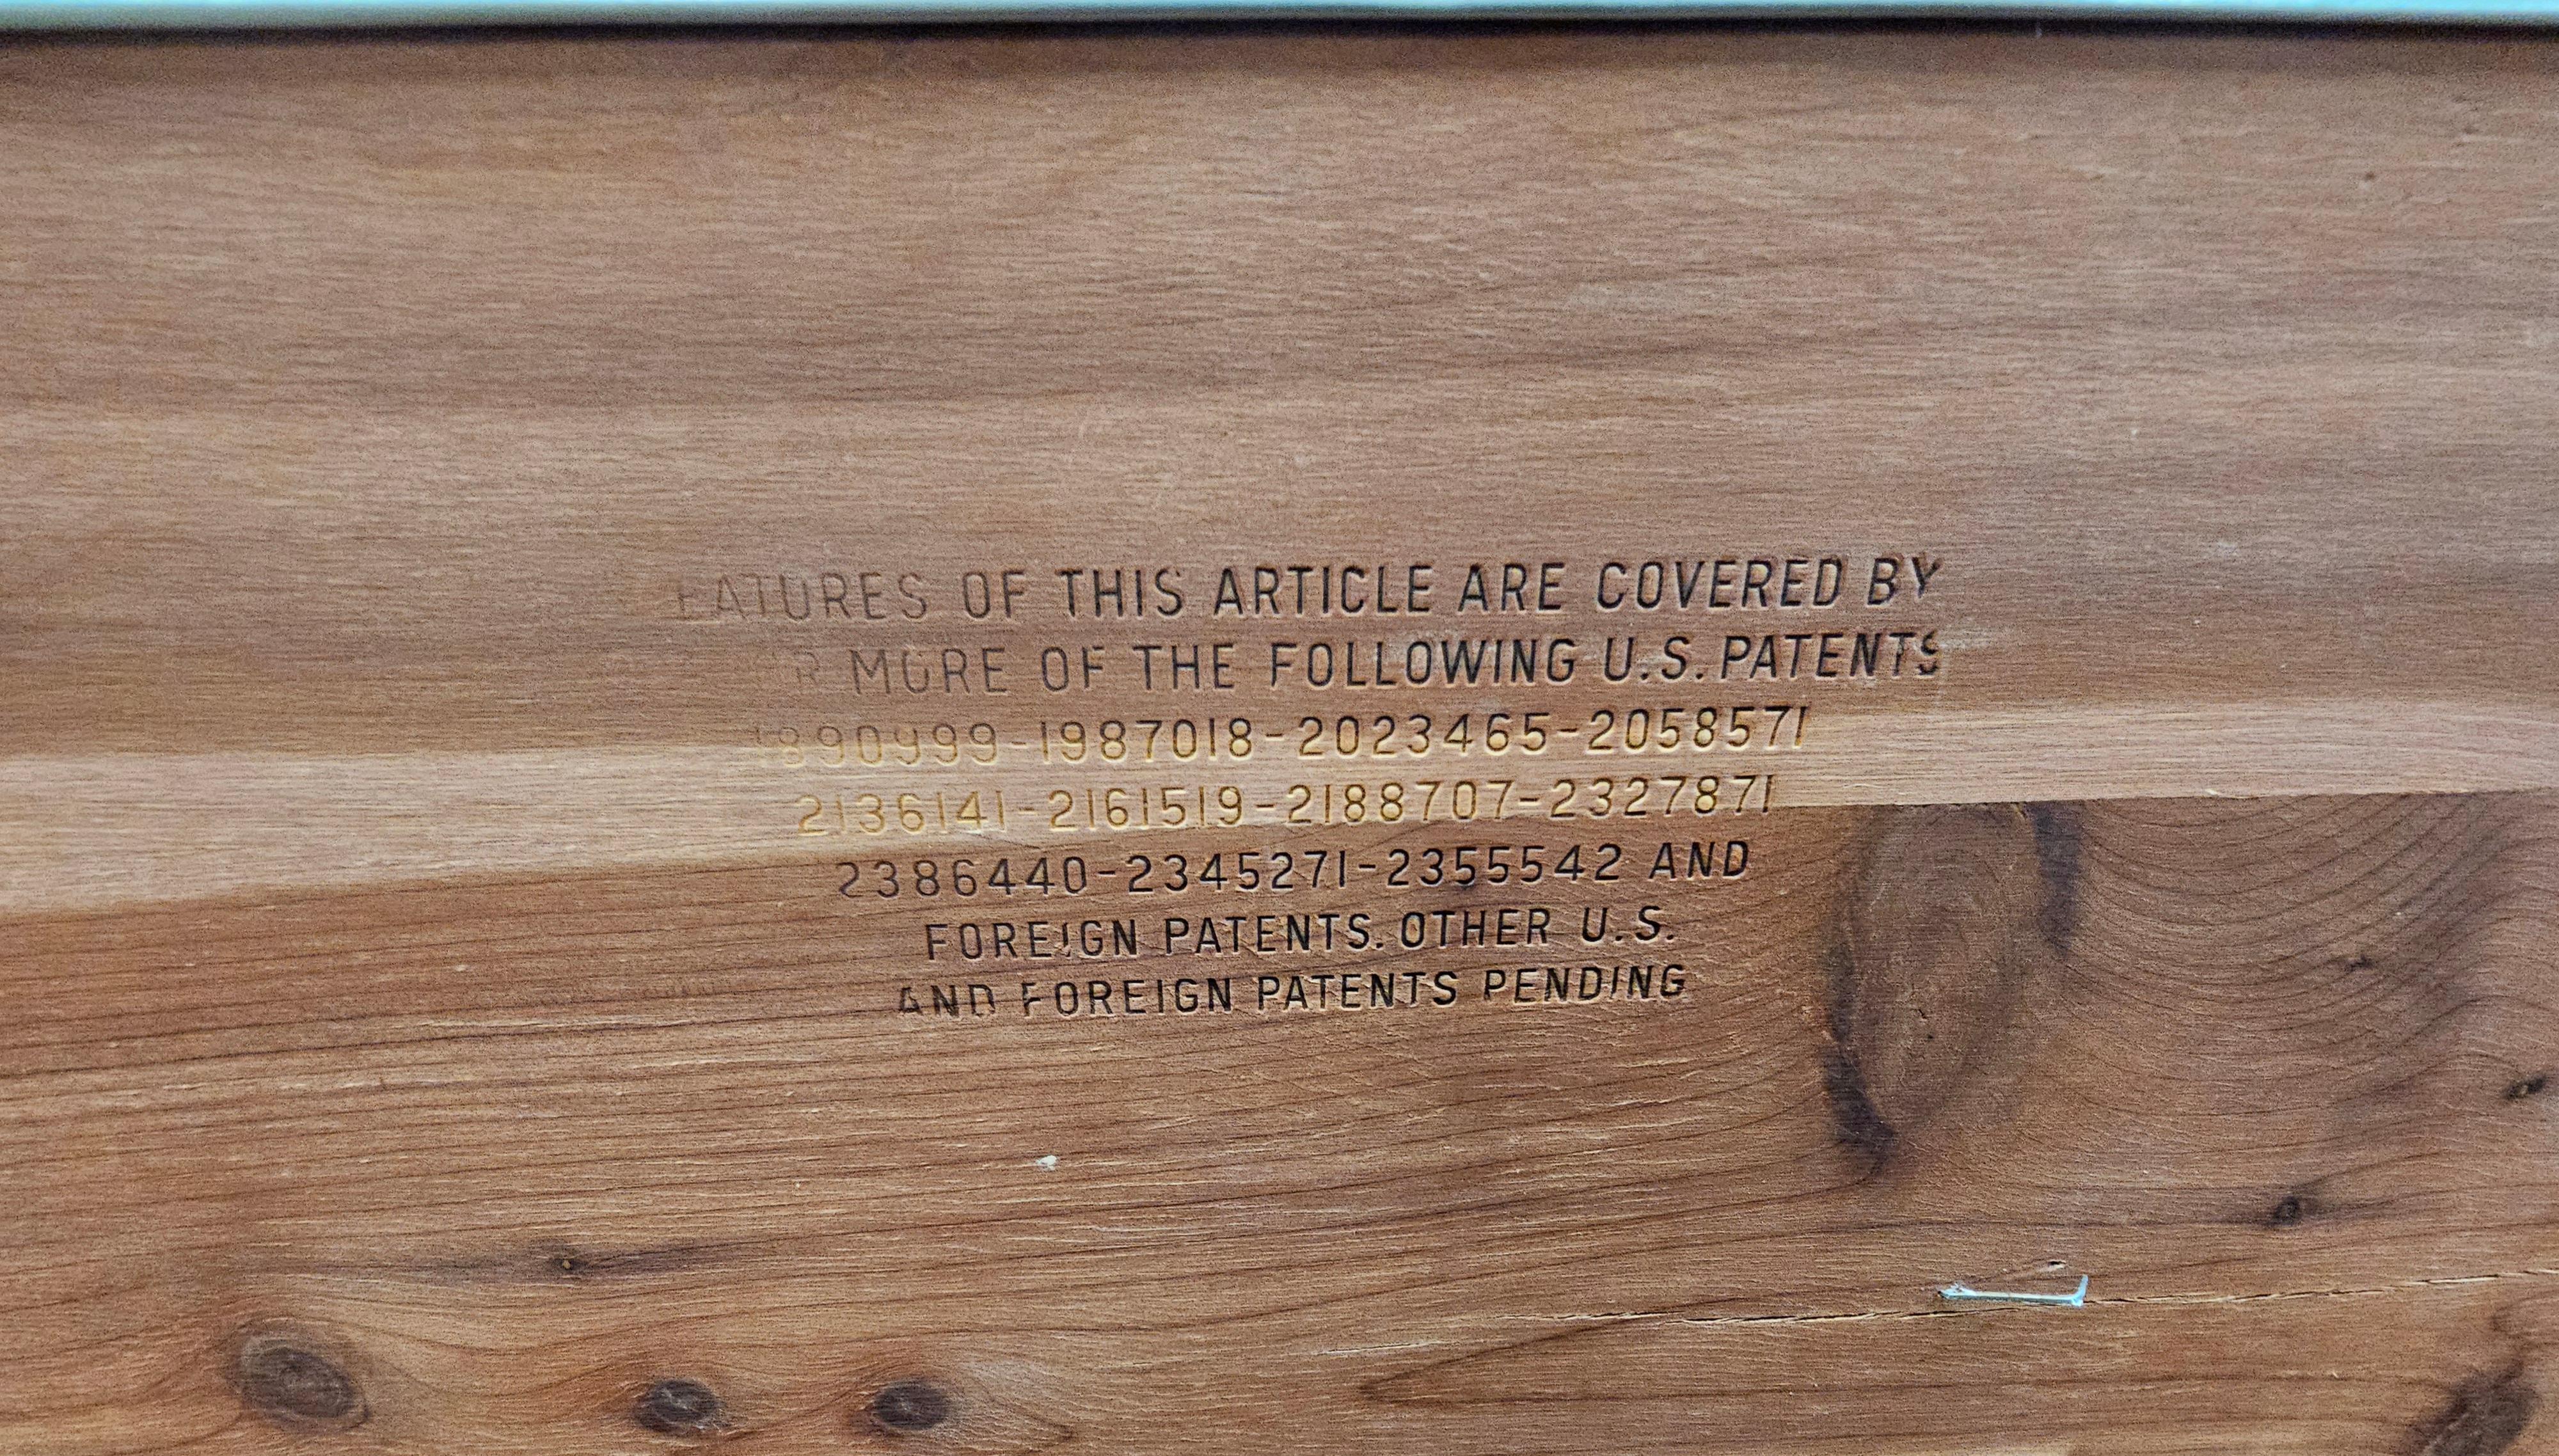 FEATURES OF THIS ARTICLE ARE COVERED BY
MORE OF THE FOLLOWING U.S. PATENTS
1890999-1987018-2023465-2058571
2136141-2161519-2188707-2327871
2386440-2345271-2355542 AND
FOREIGN PATENTS. OTHER U.S.
AND FOREIGN PATENTS PENDING